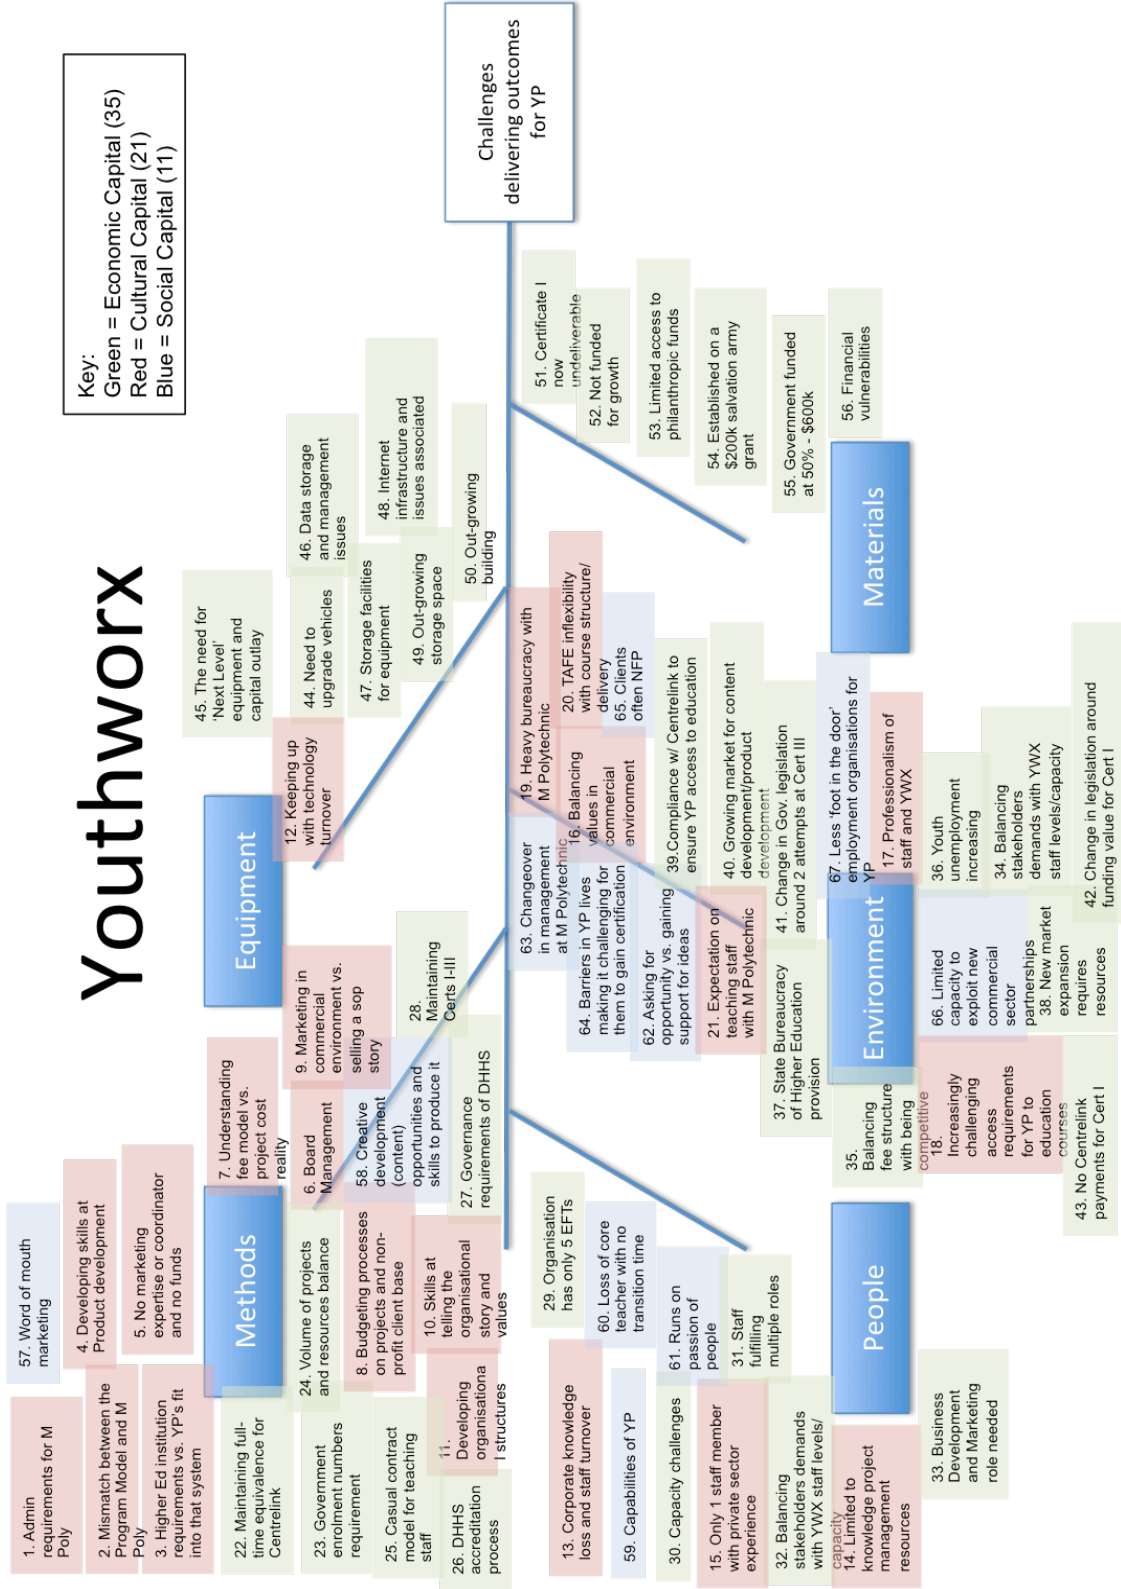 Youthworx
Key:
Green = Economic Capital (35)
Red = Cultural Capital (21)
Blue = Social Capital (11)
Challenges
delivering outcomes
for YP
Methods
1. Admin
requirements for M
Poly
2. Mismatch between the
Program Model and M
Poly
3. Higher Ed institution
requirements vs. YP's fit
into that system
57. Word of mouth
marketing
4. Developing skills at
Product development
5. No marketing
expertise or coordinator
and no funds
7. Understanding
fee model vs.
project cost
reality
22. Maintaining full-
time equivalence for
Centrelink
23. Government
enrolment numbers
requirement
25. Casual contract
model for teaching
staff
26. DHHS
accreditation
process
24. Volume of projects
and resources balance
8. Budgeting processes
on projects and non-
profit client base
11.
Developing
organisationa
l structures
10. Skills at
telling the
organisational
story and
values
6. Board
Management
58. Creative
development
(content)
opportunities and
skills to produce it
27. Governance
requirements of DHHS
9. Marketing in
commercial
environment vs.
selling a sop
story
28.
Maintaining
Certs I-III
Equipment
12. Keeping up
with technology
turnover
45. The need for
'Next Level'
equipment and
capital outlay
44. Need to
upgrade vehicles
46. Data storage
and management
issues
47. Storage facilities
for equipment
48. Internet
infrastructure and
issues associated
49. Out-growing
storage space
50. Out-growing
building
People
13. Corporate knowledge
loss and staff turnover
59. Capabilities of YP
30. Capacity challenges
15. Only 1 staff member
with private sector
experience
32. Balancing
stakeholders demands
with YWX staff levels/
capacity
14. Limited to
knowledge project
management
resources
29. Organisation
has only 5 EFTs
60. Loss of core
teacher with no
transition time
61. Runs on
passion of
people
31. Staff
fulfilling
multiple roles
33. Business
Development
and Marketing
role needed
Environment
63. Changeover
in management
at M Polytechnic
64. Barriers in YP lives
making it challenging for
them to gain certification
62. Asking for
opportunity vs. gaining
support for ideas
21. Expectation on
teaching staff
with M Polytechnic
37. State Bureaucracy
of Higher Education
provision
19. Heavy bureaucracy with
M Polytechnic
20. TAFE inflexibility
with course structure/
delivery
16. Balancing
values in
commercial
environment
65. Clients
often NFP
39.Compliance w/ Centrelink to
ensure YP access to education
40. Growing market for content
development/product
development
41. Change in Gov. legislation
around 2 attempts at Cert III
67. Less 'foot in the door'
employment organisations for
YP
17. Professionalism of
staff and YWX
35.
Balancing
fee structure
with being
competitive
18.
Increasingly
challenging
access
requirements
for YP to
education
courses
43. No Centrelink
payments for Cert I
66. Limited
capacity to
exploit new
commercial
sector
partnerships
38. New market
expansion
requires
resources
36. Youth
unemployment
increasing
34. Balancing
stakeholders
demands with YWX
staff levels/capacity
42. Change in legislation around
funding value for Cert I
Materials
51. Certificate I
now
undeliverable
52. Not funded
for growth
53. Limited access to
philanthropic funds
54. Established on a
$200k salvation army
grant
55. Government funded
at 50% - $600k
56. Financial
vulnerabilities